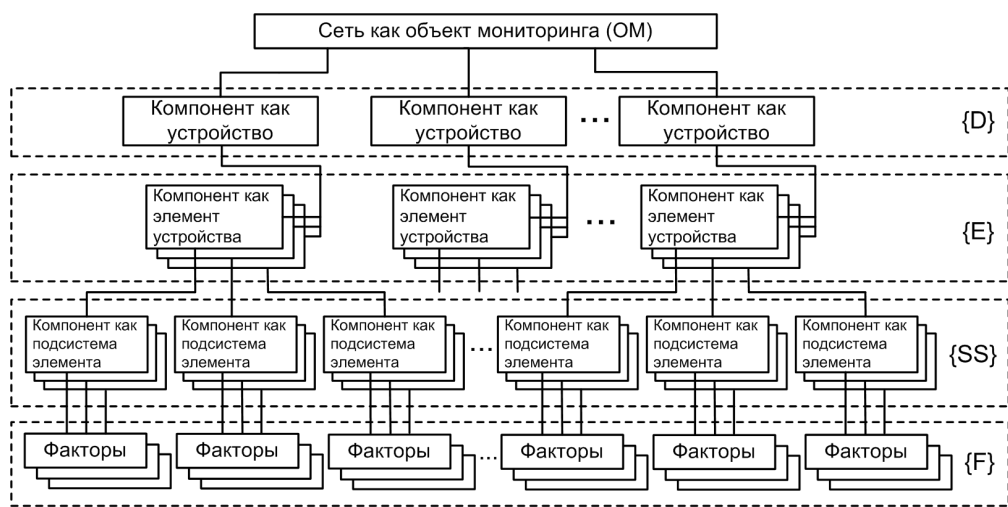 Сеть как объект мониторинга (ОМ)
Компонент как
устройство
Компонент как
устройство
...
Компонент как
устройство
{D}
Компонент как
элемент
устройства
Компонент как
элемент
устройства
...
Компонент как
элемент
устройства
{E}
Компонент как
подсистема
элемента
Компонент как
подсистема
элемента
Компонент как
подсистема
элемента
...
Компонент как
подсистема
элемента
Компонент как
подсистема
элемента
Компонент как
подсистема
элемента
{SS}
Факторы
Факторы
Факторы
...
Факторы
Факторы
Факторы
{F}